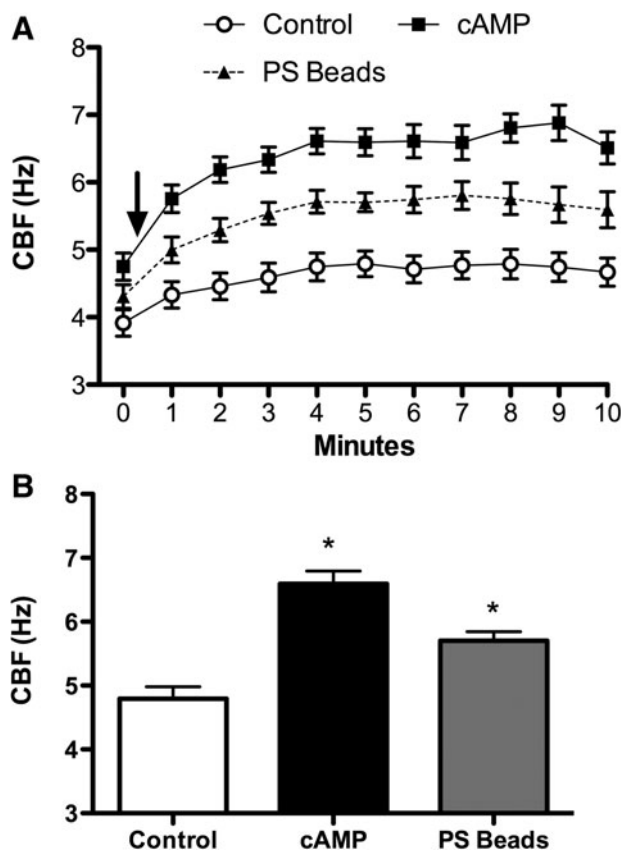 A
Control
cAMP
PS Beads
CBF (Hz)
8
7
6
5
4
3
0 1 2 3 4 5 6 7 8 9 10
Minutes
B
CBF (Hz)
8
7
6
5
4
3
*
*
Control cAMP PS Beads